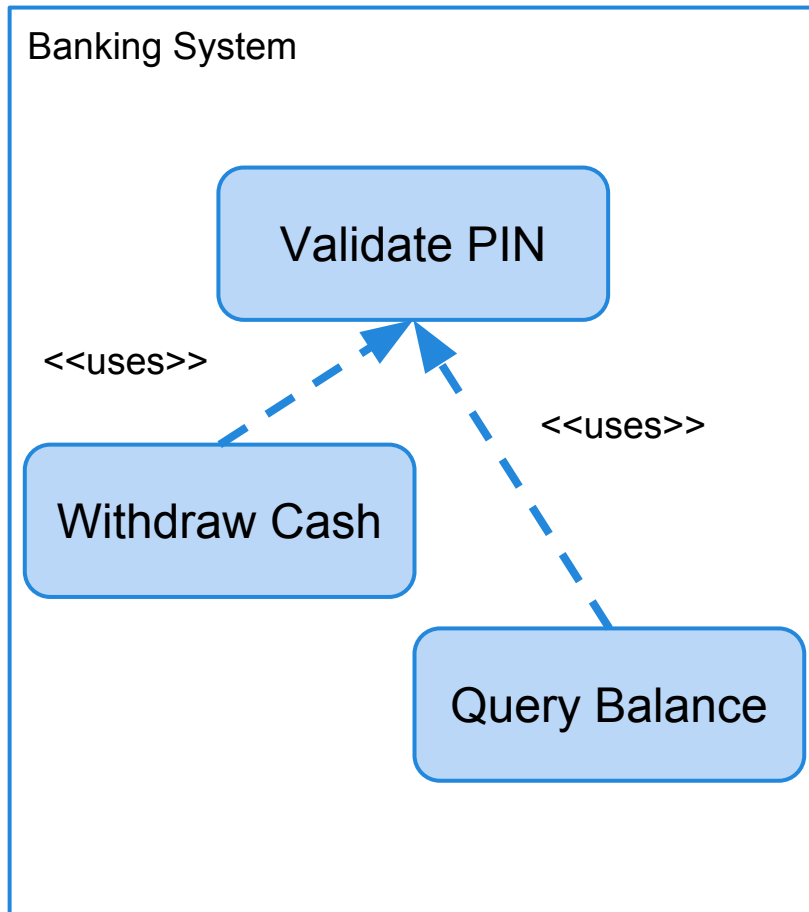 Banking System
Validate PIN
<<uses>>
<<uses>>
Withdraw Cash
Query Balance